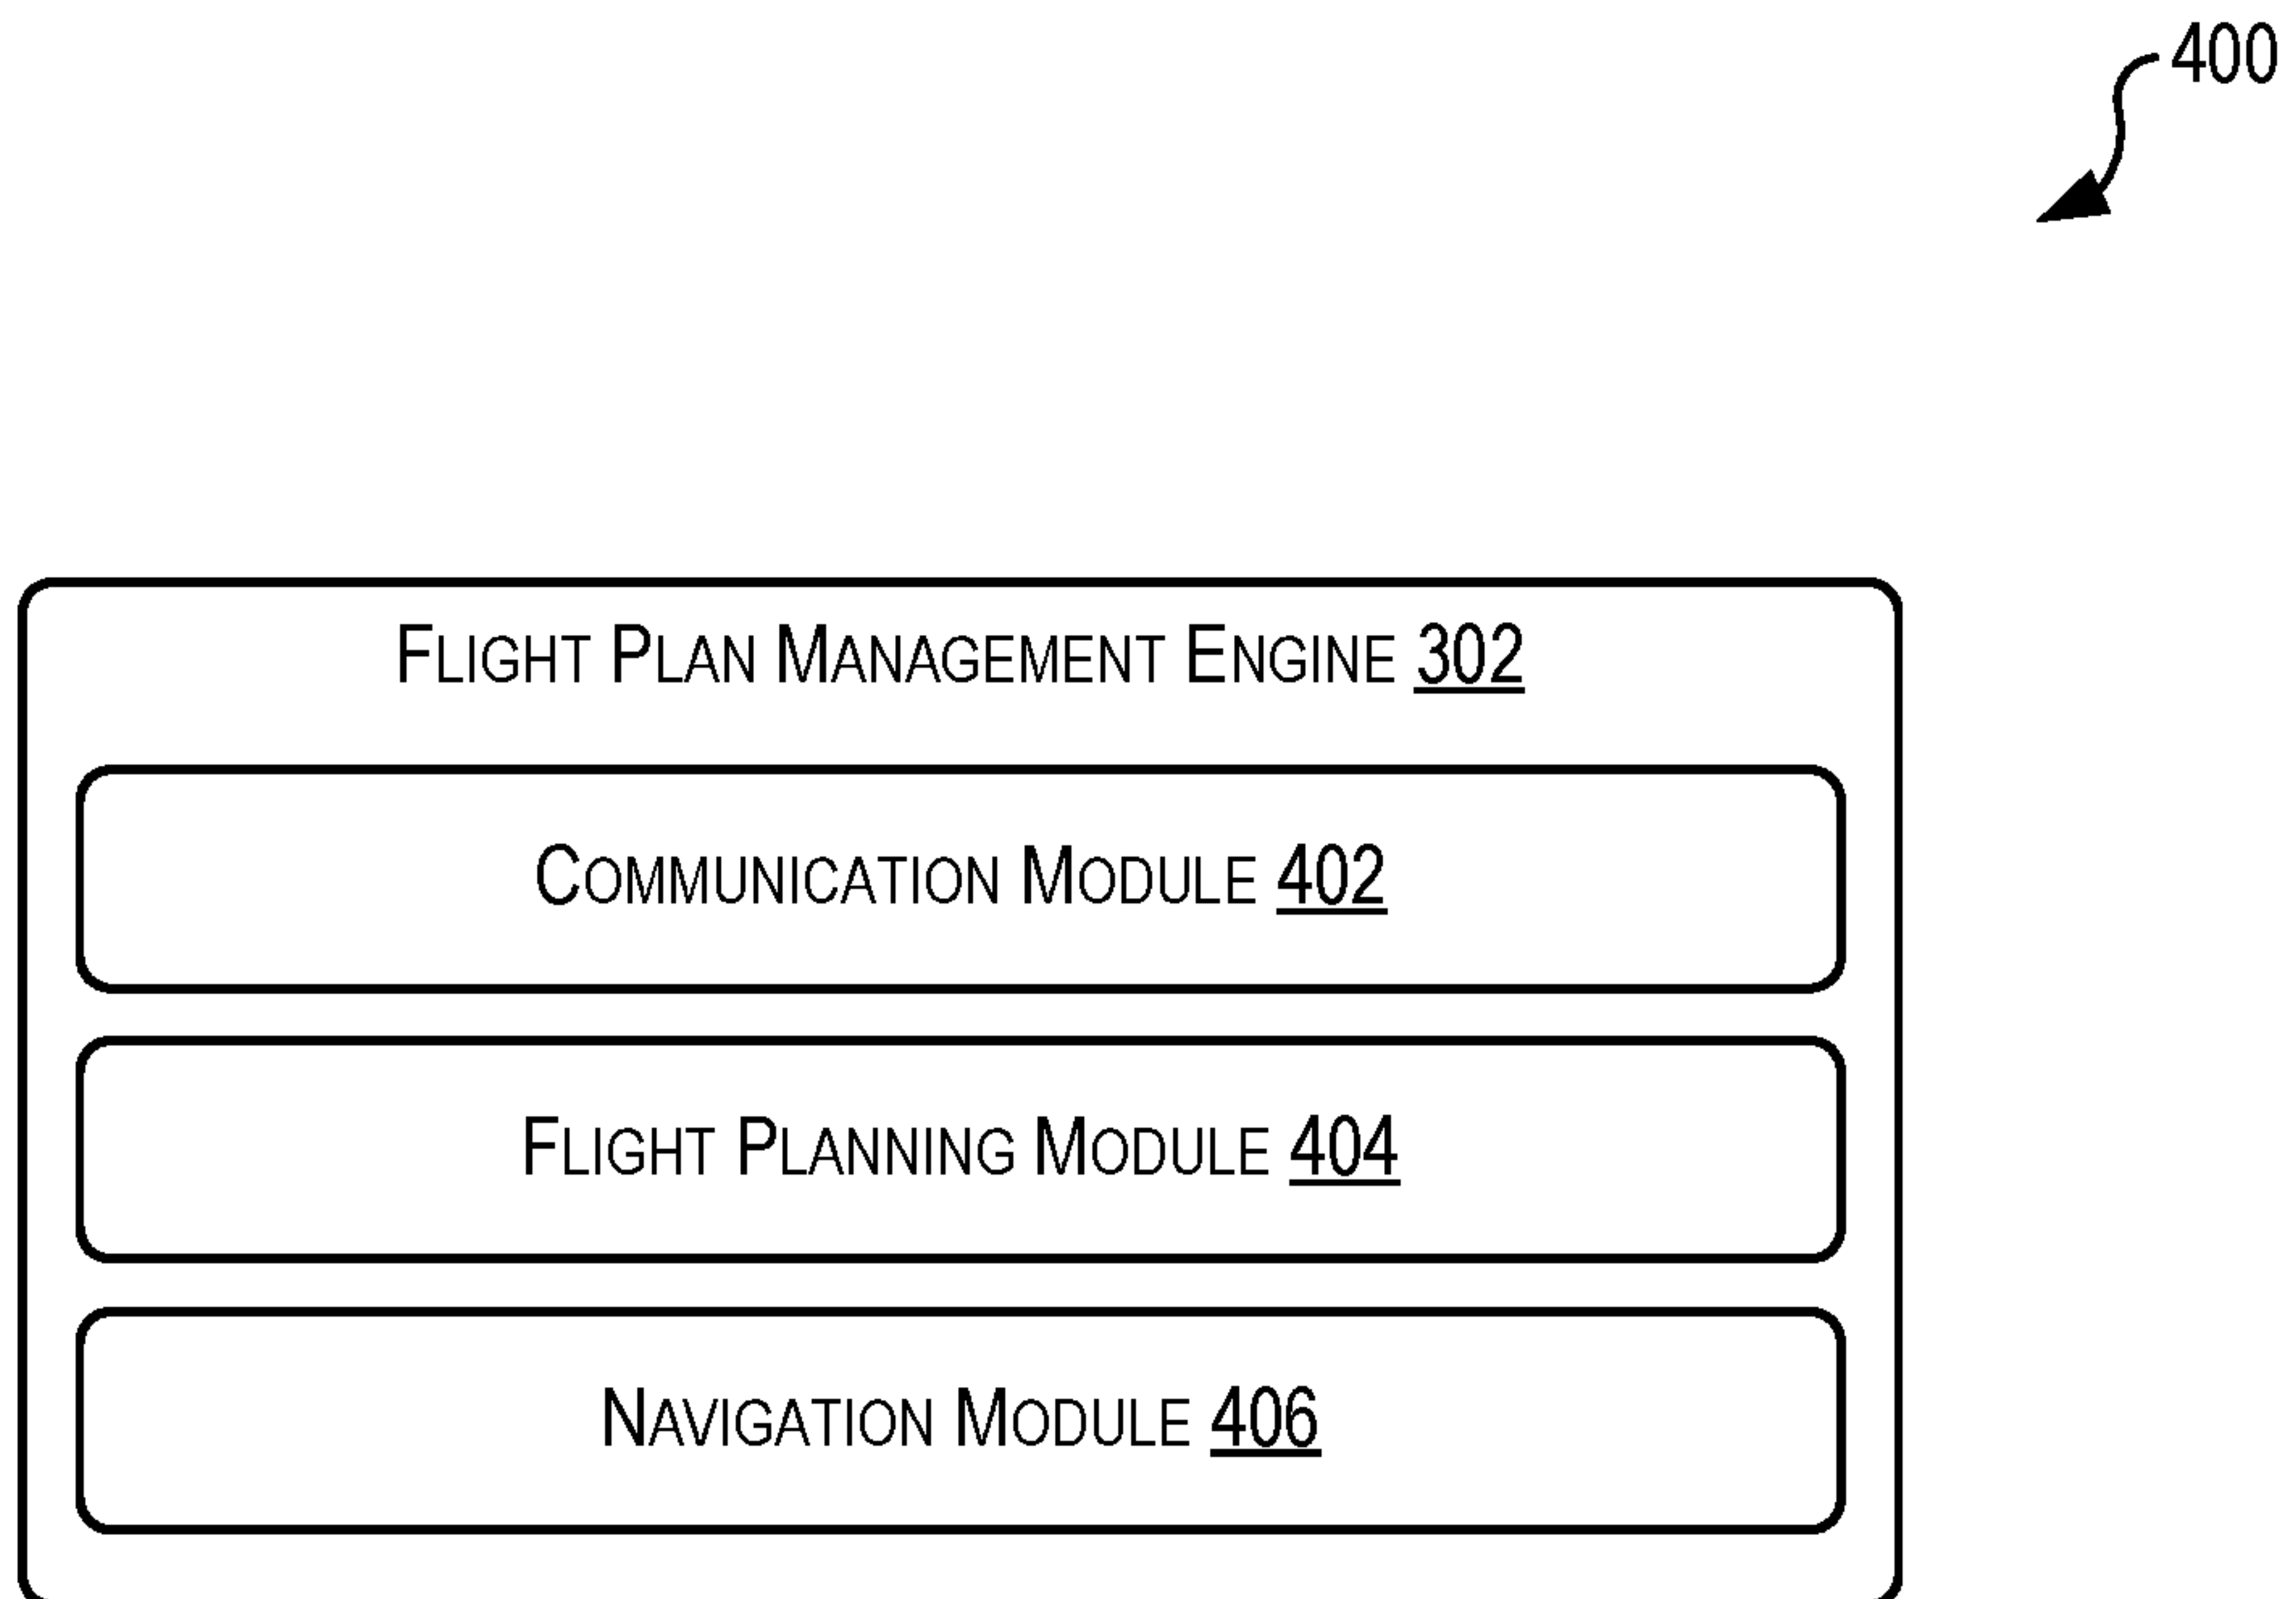 400
Flight Plan Management Engine 302
Communication Module 402
Flight Planning Module 404
Navigation Module 406